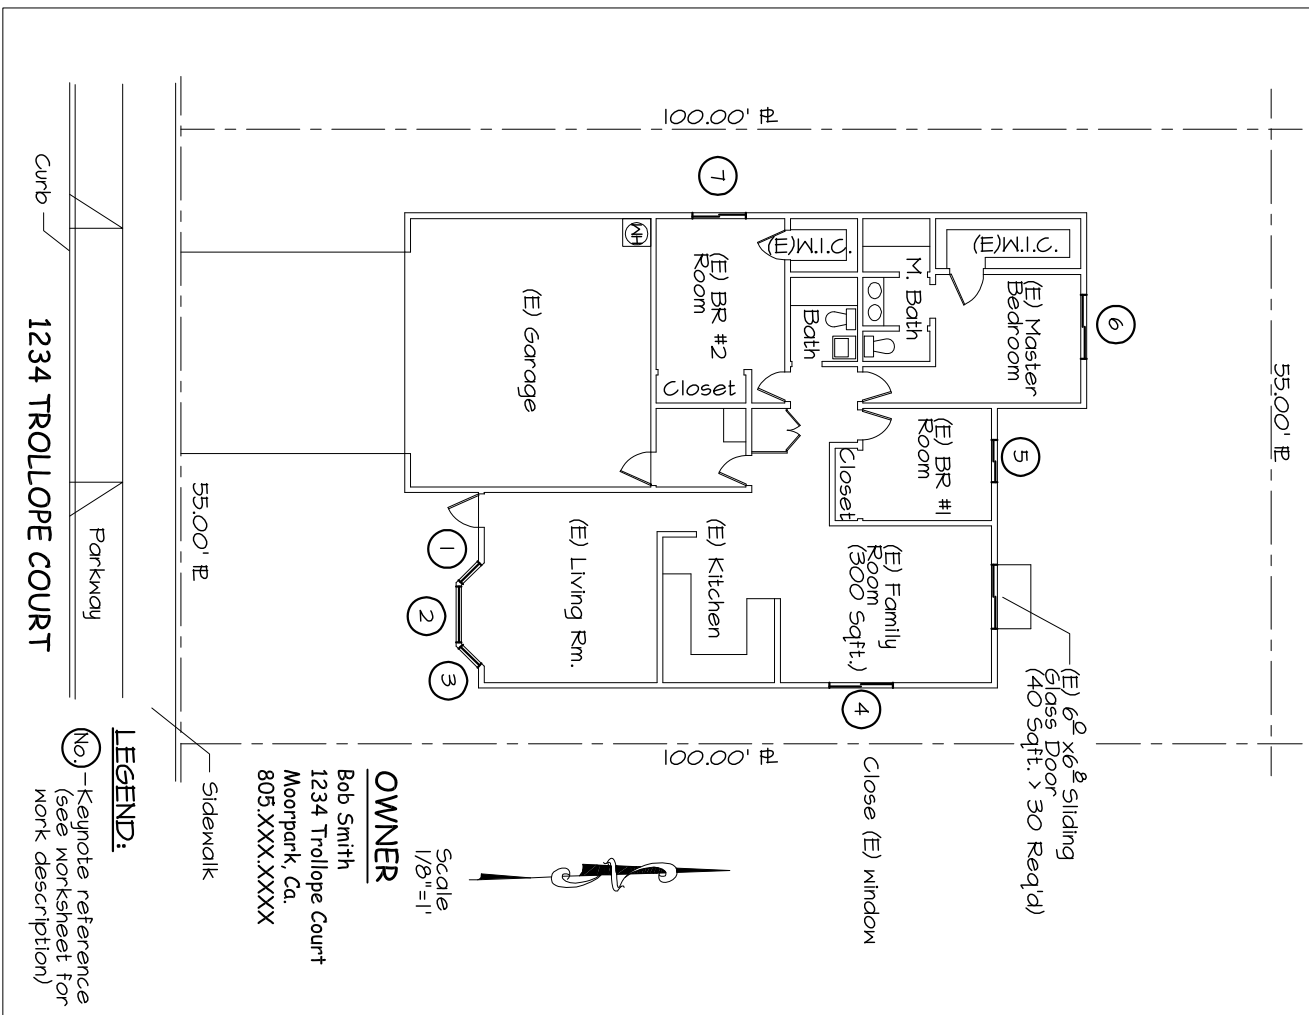 55.00' PL
100.00' PL
100.00' PL
55.00' PL
(E) 6⁰ x6⁸ Sliding
Glass Door
(40 Sqft. > 30 Req'd)
6
5
4
7
Close (E) window
(E)W.I.C.
(E) Master
Bedroom
M. Bath
(E)W.I.C.
Bath
(E) BR #1
Room
Closet
(E) Family
Room
(300 Sqft.)
(E) BR #2
Room
Closet
(E) Kitchen
WH
(E) Garage
(E) Living Rm.
1
2
3
Scale
1/8"=1'
OWNER
Bob Smith
1234 Trollope Court
Moorpark, Ca.
805.XXX.XXXX
Sidewalk
Parkway
Curb
1234 TROLLOPE COURT
LEGEND:
No. - Keynote reference
(see worksheet for
work description)